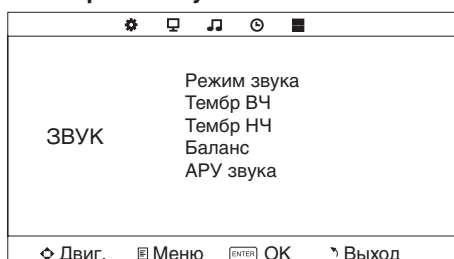 Режим звука
Тембр ВЧ
Тембр НЧ
ЗВУК
Баланс
АРУ звука
Двиг. Меню ENTER OK Выход